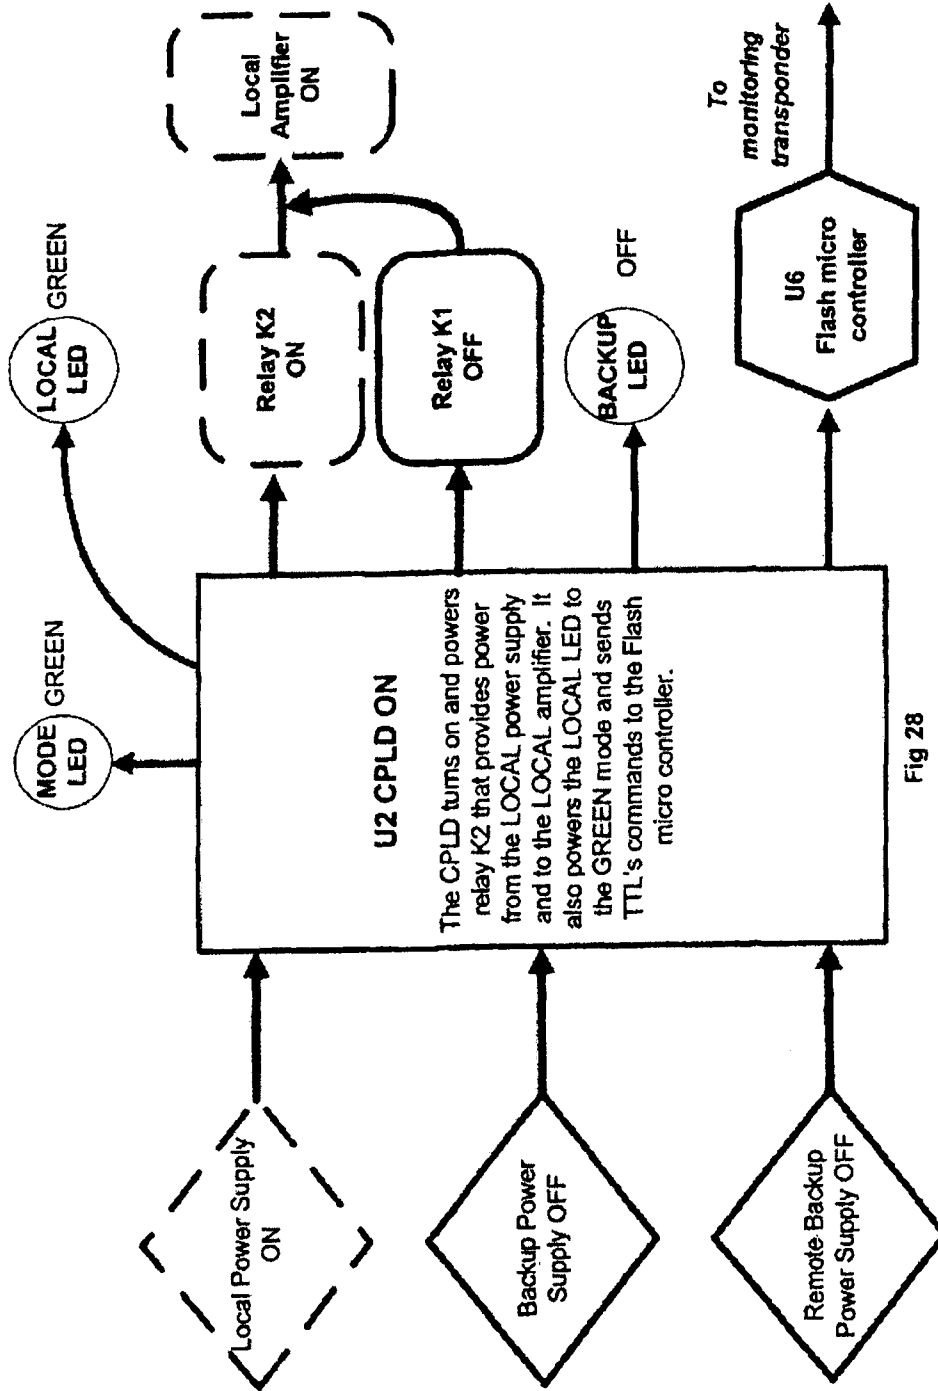 Local Power Supply
ON
Backup Power
Supply OFF
Remote Backup
Power Supply OFF
U2 CPLD ON
The CPLD turns on and powers
relay K2 that provides power
from the LOCAL power supply
and to the LOCAL amplifier. It
also powers the LOCAL LED to
the GREEN mode and sends
TTL's commands to the Flash
micro controller.
MODE
LED
GREEN
LOCAL
LED
GREEN
Relay K2
ON
Relay K1
OFF
Local
Amplifier
ON
BACKUP
LED
OFF
U6
Flash micro
controller
To
monitoring
transponder
Fig 28